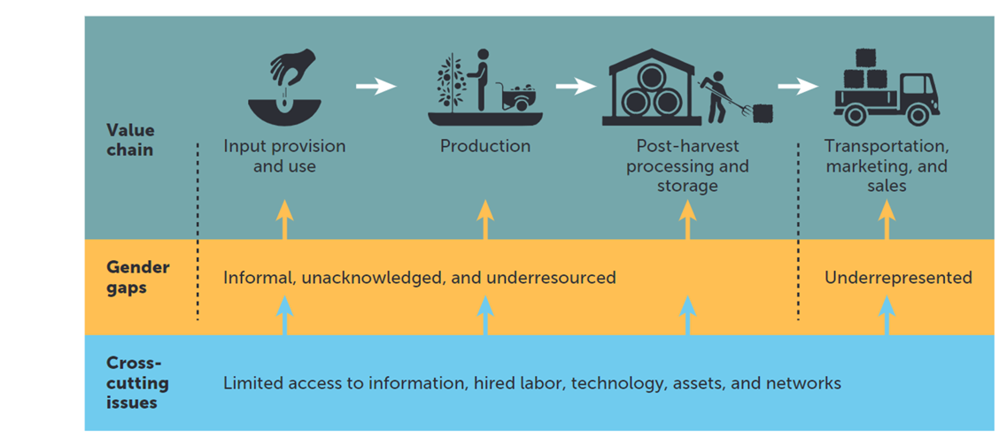 Value
chain
Input provision
and use
Production
Post-harvest
processing and
storage
Transportation,
marketing, and
sales
Gender
gaps
Informal, unacknowledged, and underresourced
Underrepresented
Cross-
cutting
issues
Limited access to information, hired labor, technology, assets, and networks